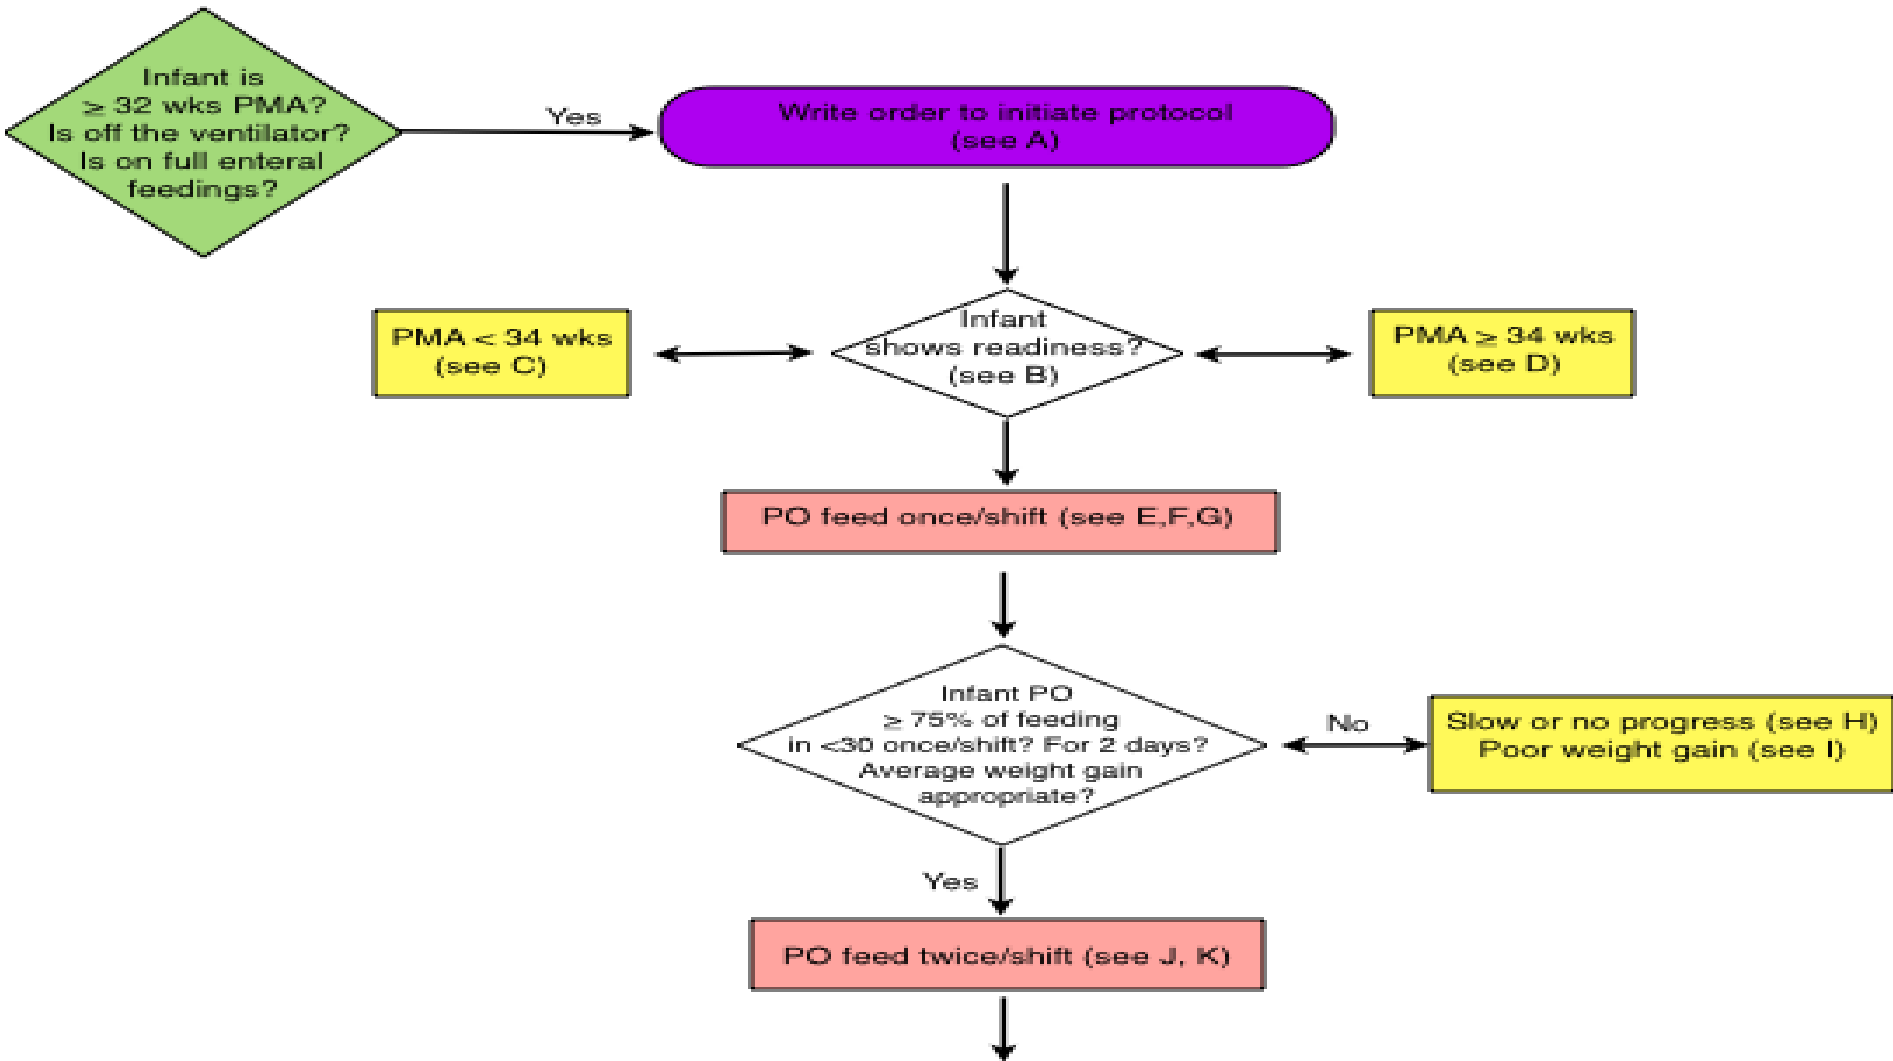 Infant is
≥ 32 wks PMA?
Is off the ventilator?
Is on full enteral
feedings?
Yes
Write order to initiate protocol
(see A)
PMA < 34 wks
(see C)
Infant
shows readiness?
(see B)
PMA ≥ 34 wks
(see D)
PO feed once/shift (see E,F,G)
Infant PO
≥ 75% of feeding
in <30 once/shift? For 2 days?
Average weight gain
appropriate?
No
Slow or no progress (see H)
Poor weight gain (see I)
Yes
PO feed twice/shift (see J, K)